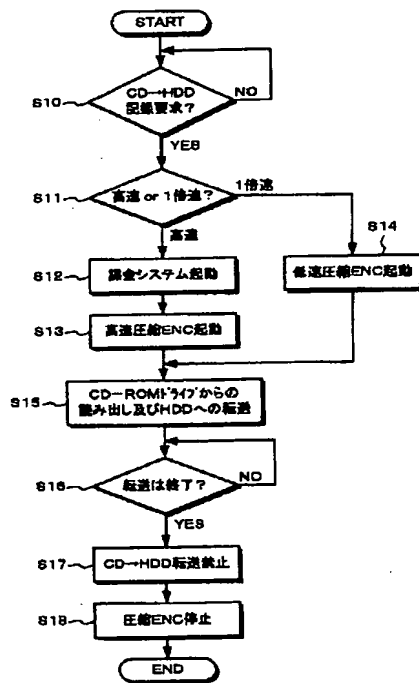 START
S10
CD→HDD
記録要求?
NO
YES
S11
高速 or 1倍速?
1倍速
高速
S14
低速圧縮ENC起動
S12
課金システム起動
S13
高速圧縮ENC起動
S15
CD-ROMドライブからの
読み出し及びHDDへの転送
S16
転送は終了?
NO
YES
S17
CD→HDD転送禁止
S18
圧縮ENC停止
END